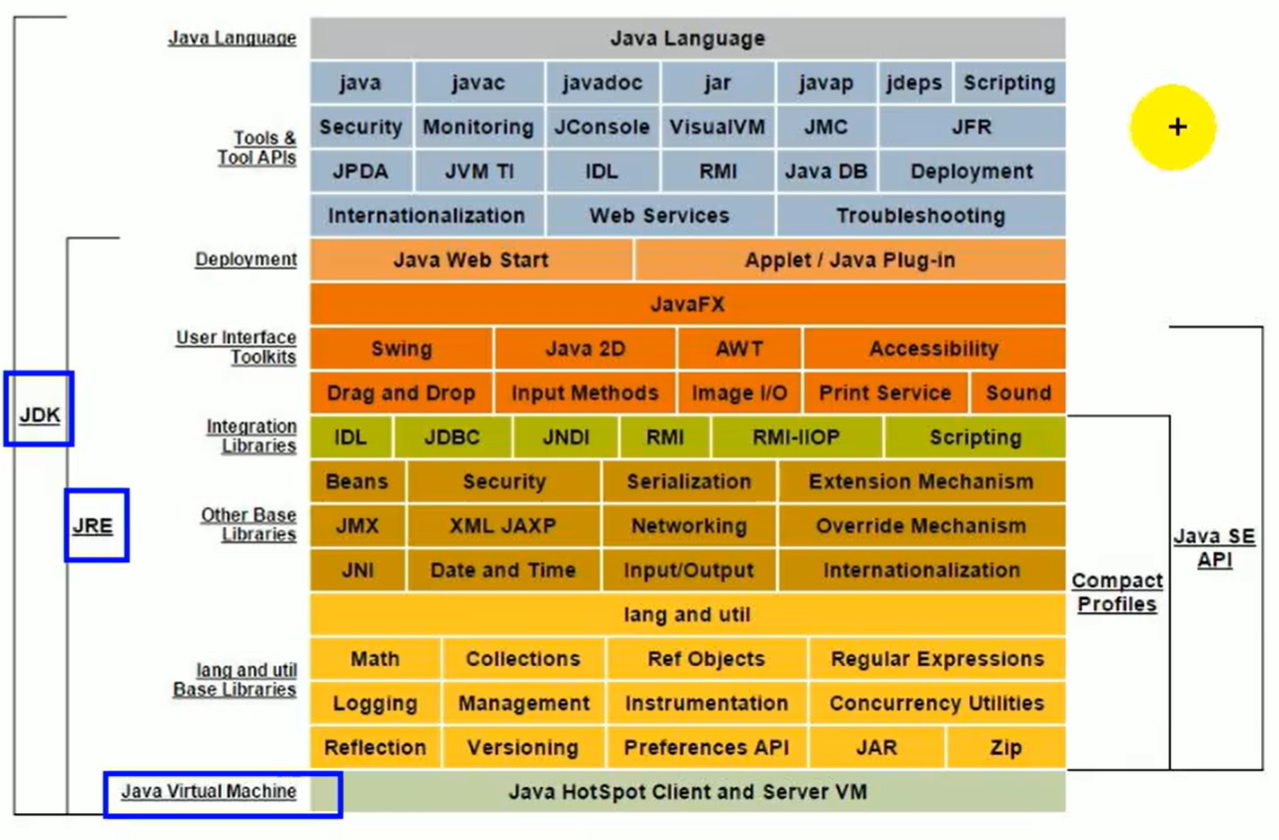 Java Language
Java Language
java javac javadoc jar javap jdeps Scripting
Tools &
Tool APIs
Security Monitoring JConsole VisualVM JMC JFR
JPDA JVM TI IDL RMI Java DB Deployment
Internationalization Web Services Troubleshooting
Deployment
Java Web Start Applet / Java Plug-in
JavaFX
User Interface
Toolkits
Swing Java 2D AWT Accessibility
Drag and Drop Input Methods Image I/O Print Service Sound
JDK
Integration
Libraries
IDL JDBC JNDI RMI RMI-IIOP Scripting
Beans Security Serialization Extension Mechanism
JRE
Other Base
Libraries
JMX XML JAXP Networking Override Mechanism
Java SE
API
JNI Date and Time Input/Output Internationalization
Compact
Profiles
lang and util
lang and util
Base Libraries
Math Collections Ref Objects Regular Expressions
Logging Management Instrumentation Concurrency Utilities
Reflection Versioning Preferences API JAR Zip
Java Virtual Machine
Java HotSpot Client and Server VM